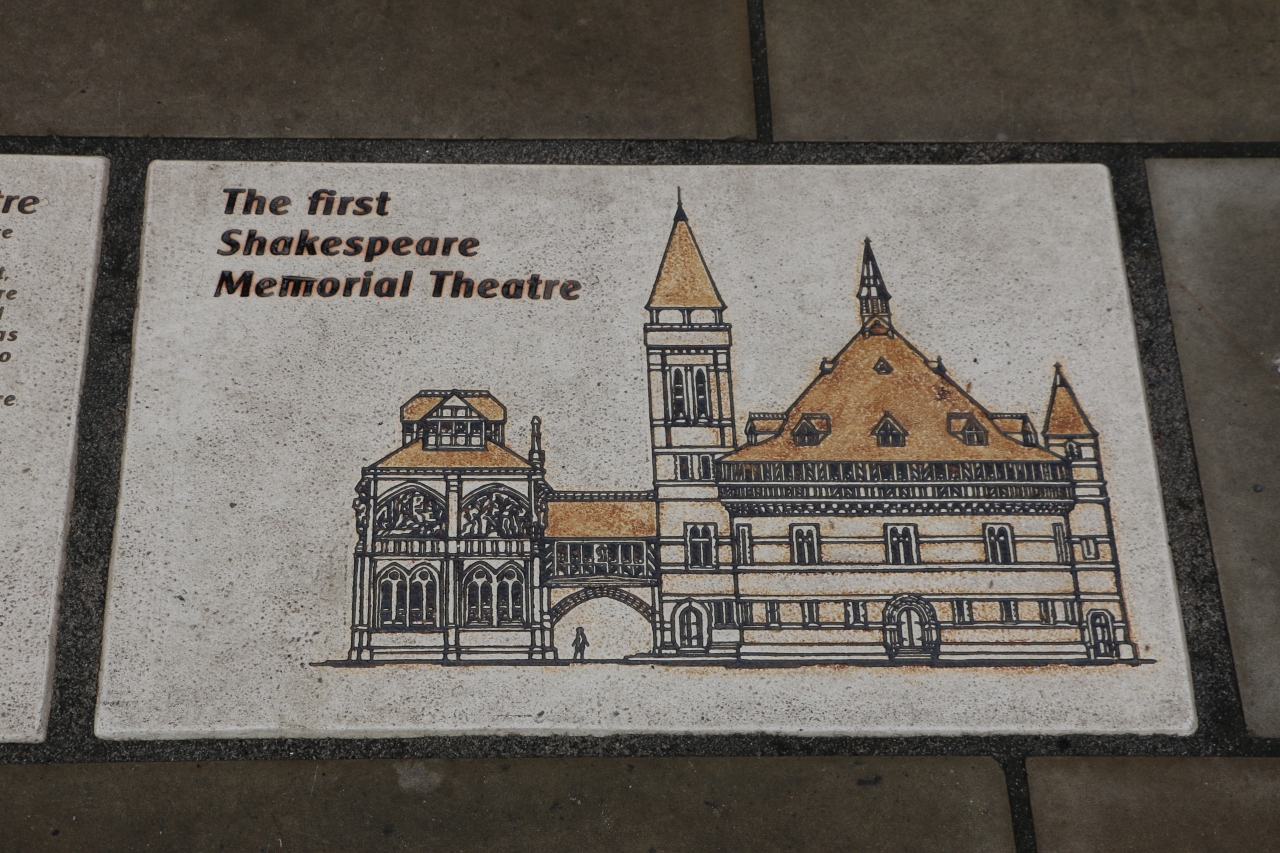 The first
Shakespeare
Memorial Theatre